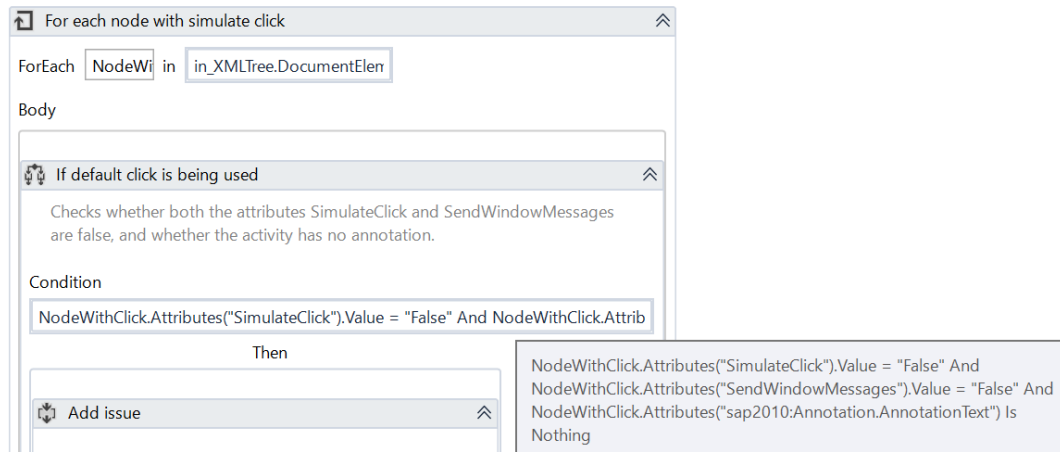 For each node with simulate click
ForEach NodeWi in in_XMLTree.DocumentElem
Body
If default click is being used
Checks whether both the attributes SimulateClick and SendWindowMessages
are false, and whether the activity has no annotation.
Condition
NodeWithClick.Attributes("SimulateClick").Value = "False" And NodeWithClick.Attrib
Then
Add issue
NodeWithClick.Attributes("SimulateClick").Value = "False" And
NodeWithClick.Attributes("SendWindowMessages").Value = "False" And
NodeWithClick.Attributes("sap2010:Annotation.AnnotationText") Is
Nothing